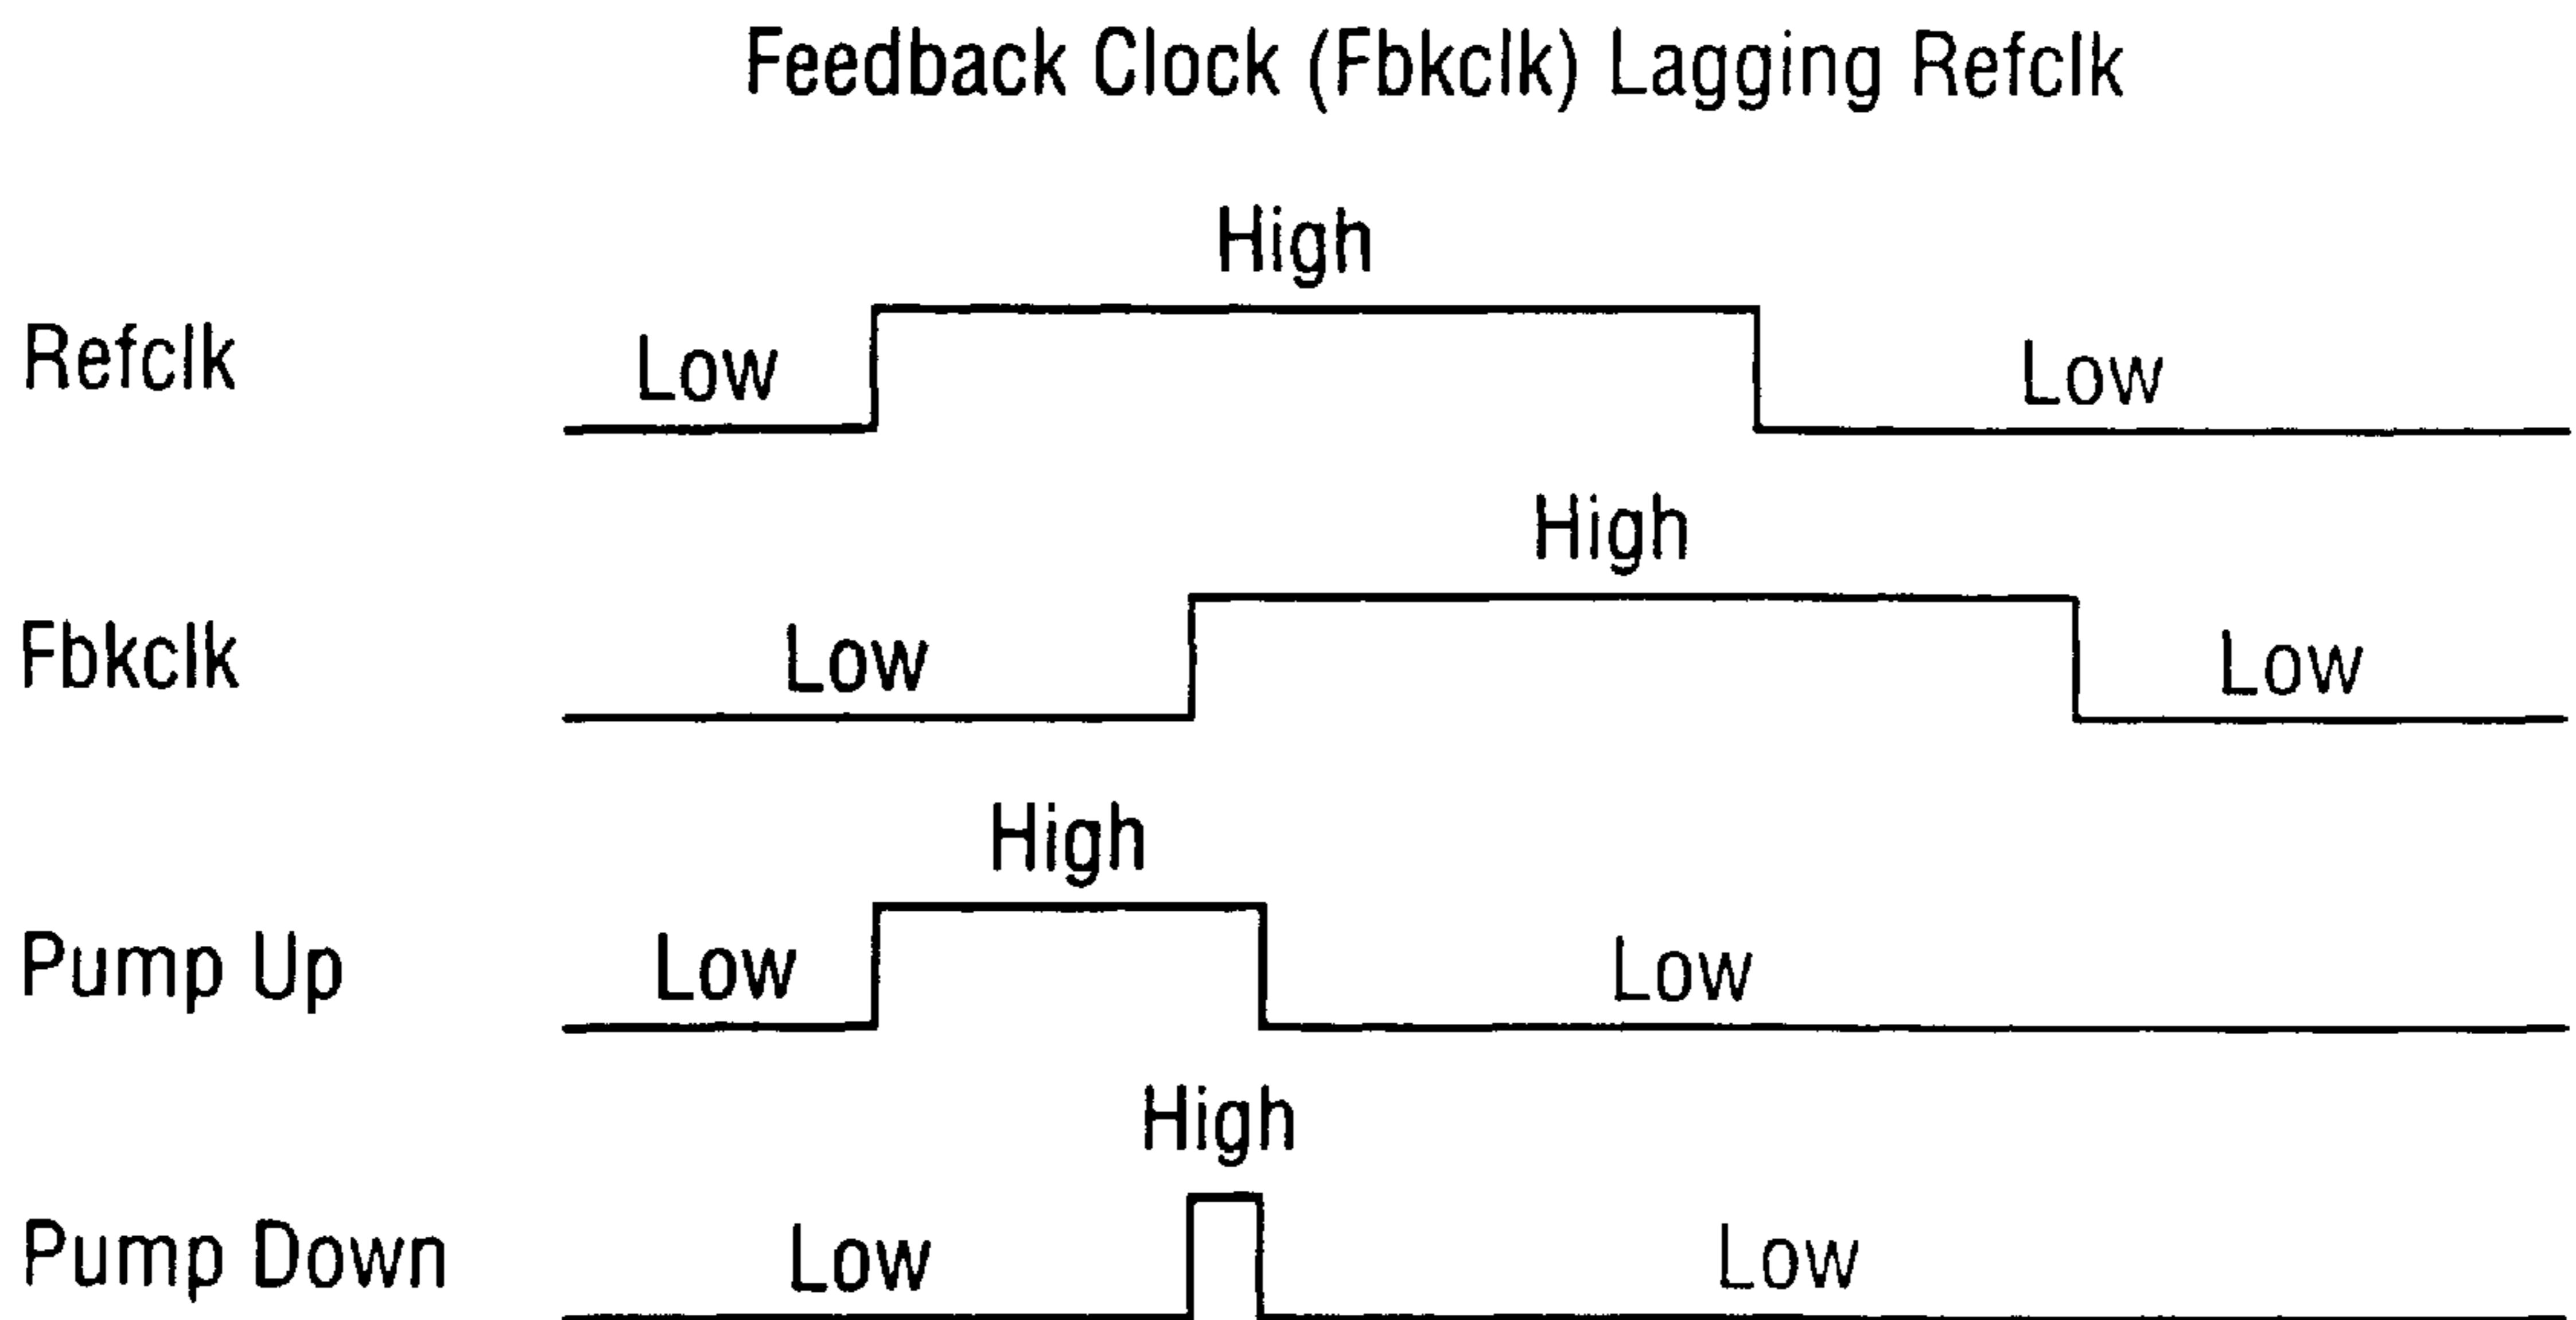 Feedback Clock (Fbkclk) Lagging Refclk
High
Refclk Low Low
High
Fbkclk Low Low
High
Pump Up Low Low
High
Pump Down Low Low